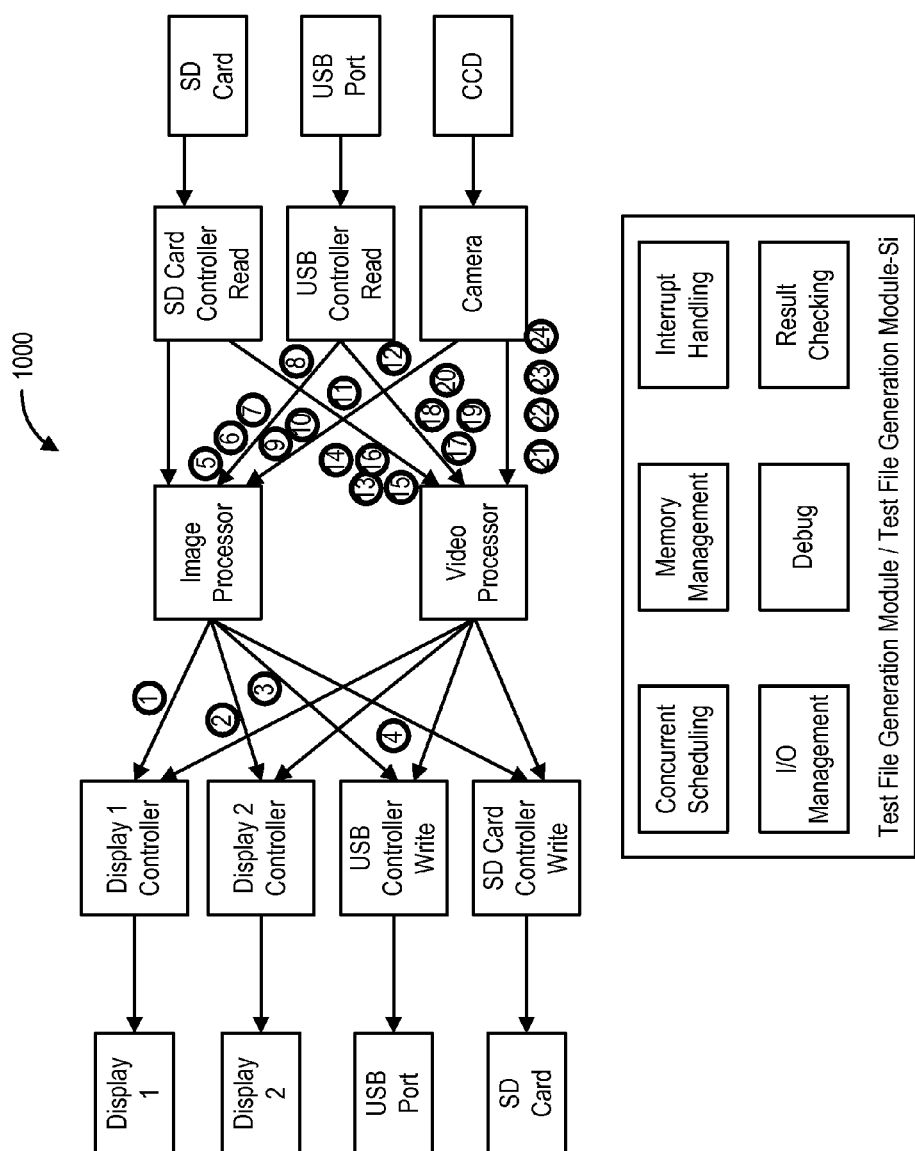 1000
Display
1
Display 1
Controller
Image
Processor
SD Card
Controller
Read
SD
Card
Display
2
Display 2
Controller
USB
Controller
Read
USB
Port
USB
Port
USB
Controller
Write
Video
Processor
Camera
CCD
SD
Card
SD Card
Controller
Write
1
2
3
4
5
6
7
8
9
10
11
12
13
14
15
16
17
18
19
20
21
22
23
24
Concurrent
Scheduling
Memory
Management
Interrupt
Handling
I/O
Management
Debug
Result
Checking
Test File Generation Module / Test File Generation Module-Si